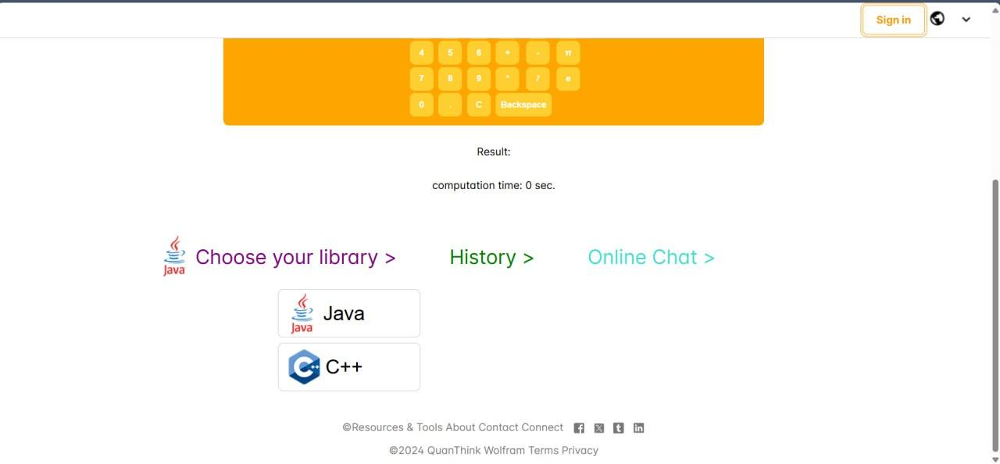 Sign in
4 5 6 + - π
7 8 9 * / e
0 . C Backspace
Result:
computation time: 0 sec.
Java Choose your library > History > Online Chat >
Java Java
C++
©Resources & Tools About Contact Connect
©2024 QuanThink Wolfram Terms Privacy